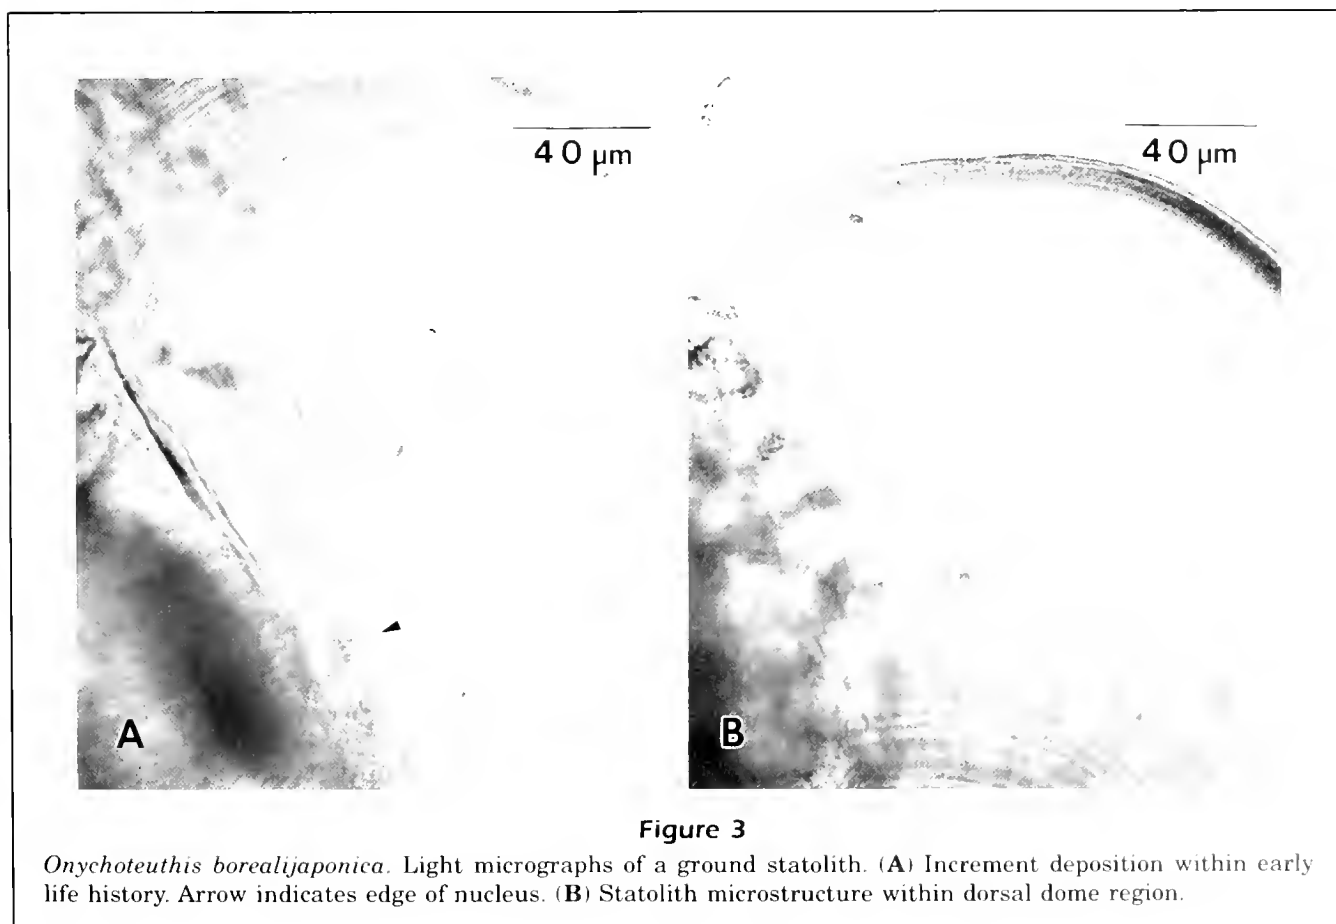 40 µm
40 µm
A
B
Figure 3
Onychoteuthis borealijaponica. Light micrographs of a ground statolith. (A) Increment deposition within early
life history. Arrow indicates edge of nucleus. (B) Statolith microstructure within dorsal dome region.